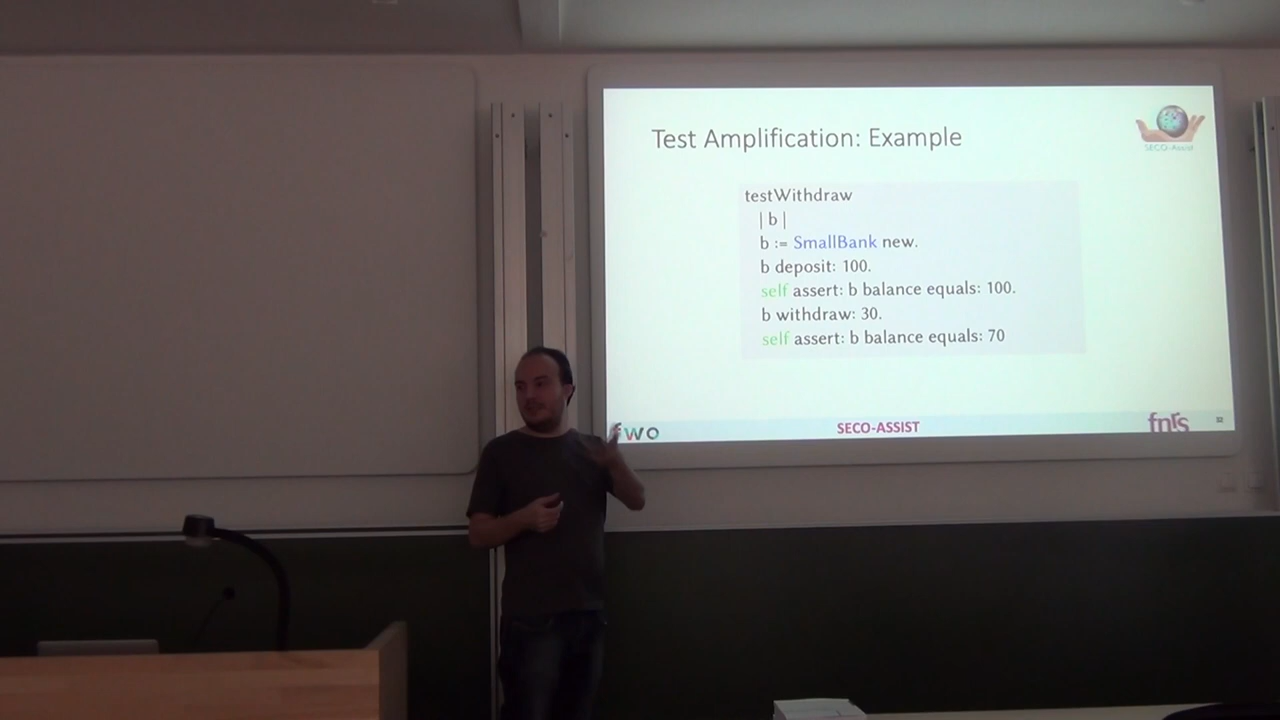 Test Amplification: Example
SECO-Assist
testWithdraw
| b |
b := SmallBank new.
b deposit: 100.
self assert: b balance equals: 100.
b withdraw: 30.
self assert: b balance equals: 70
fwo
SECO-ASSIST
fnrs
32